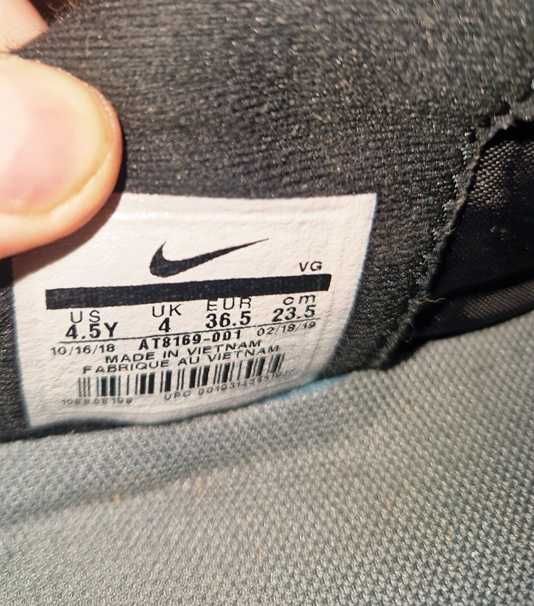 VG
US UK EUR cm
4.5Y 4 36.5 23.5
10/16/18 AT8169-001 02/18/19
MADE IN VIETNAM
FABRIQUE AU VIETNAM
UPC